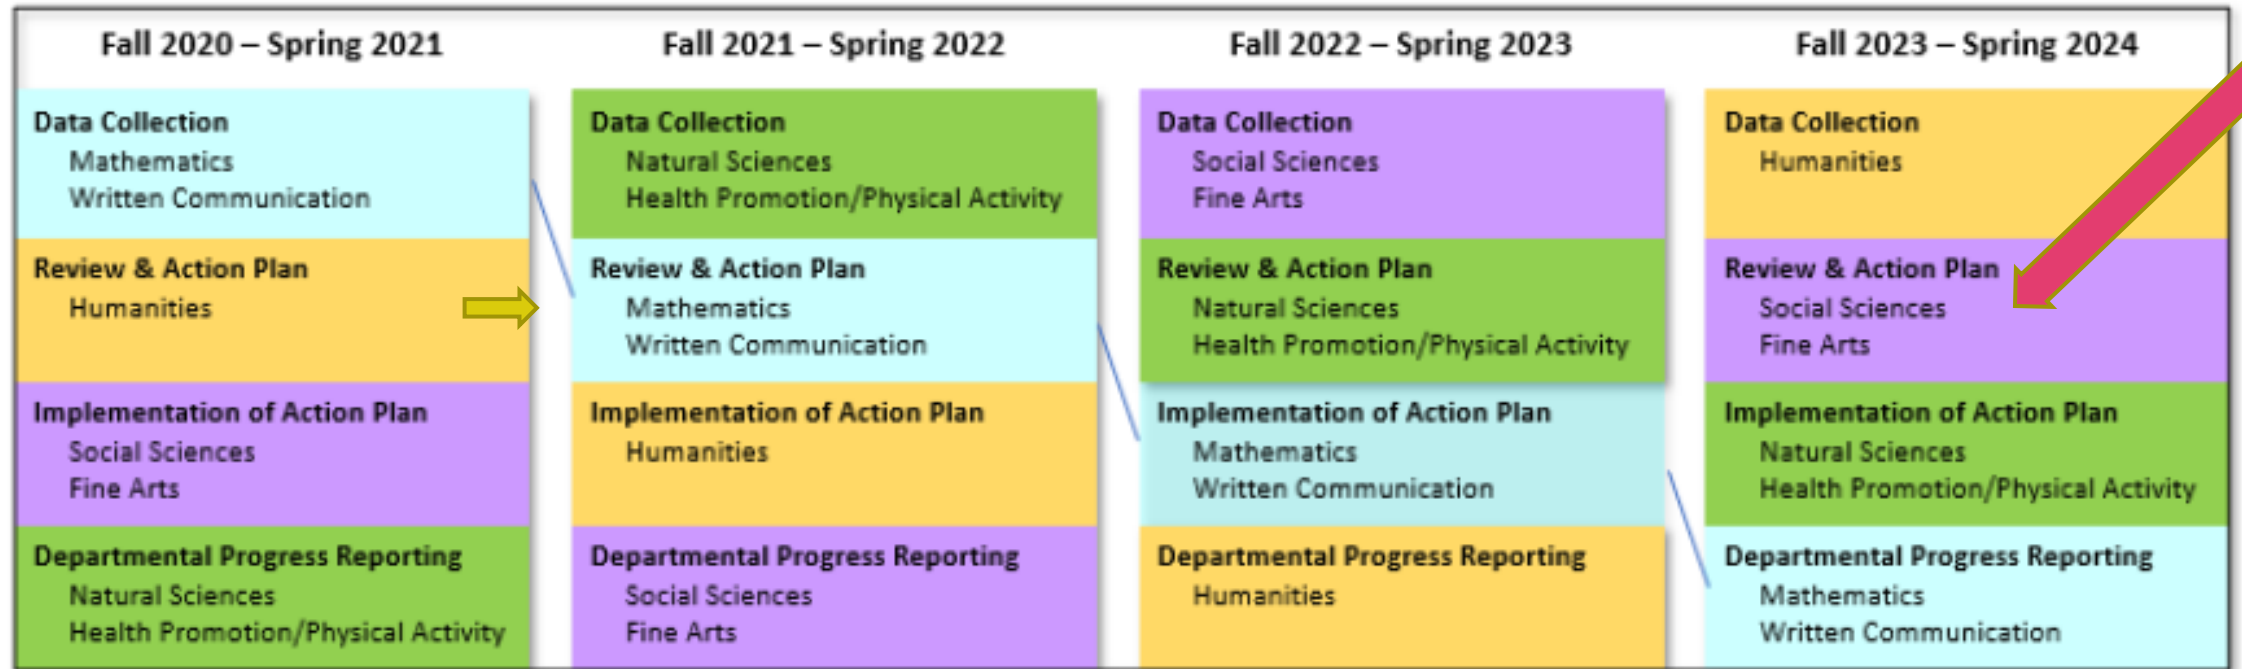 Fall 2020 – Spring 2021
Data Collection
Mathematics
Written Communication
Review & Action Plan
Humanities
Implementation of Action Plan
Social Sciences
Fine Arts
Departmental Progress Reporting
Natural Sciences
Health Promotion/Physical Activity
Fall 2021 – Spring 2022
Data Collection
Natural Sciences
Health Promotion/Physical Activity
Review & Action Plan
Mathematics
Written Communication
Implementation of Action Plan
Humanities
Departmental Progress Reporting
Social Sciences
Fine Arts
Fall 2022 – Spring 2023
Data Collection
Social Sciences
Fine Arts
Review & Action Plan
Natural Sciences
Health Promotion/Physical Activity
Implementation of Action Plan
Mathematics
Written Communication
Departmental Progress Reporting
Humanities
Fall 2023 – Spring 2024
Data Collection
Humanities
Review & Action Plan
Social Sciences
Fine Arts
Implementation of Action Plan
Natural Sciences
Health Promotion/Physical Activity
Departmental Progress Reporting
Mathematics
Written Communication